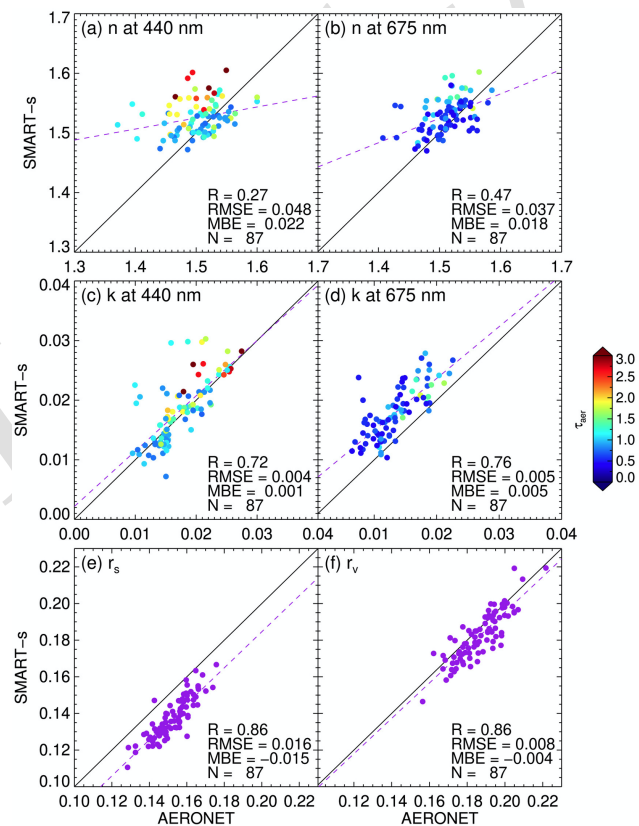 (a) n at 440 nm
(b) n at 675 nm
1.7
1.6
1.5
1.4
1.3
SMART-s
R = 0.27
RMSE = 0.048
MBE = 0.022
N = 87
R = 0.47
RMSE = 0.037
MBE = 0.018
N = 87
1.3 1.4 1.5 1.6 1.7 1.4 1.5 1.6 1.7
(c) k at 440 nm
(d) k at 675 nm
0.04
0.03
0.02
0.01
0.00
SMART-s
R = 0.72
RMSE = 0.004
MBE = 0.001
N = 87
R = 0.76
RMSE = 0.005
MBE = 0.005
N = 87
0.00 0.01 0.02 0.03 0.04 0.01 0.02 0.03 0.04
3.0
2.5
2.0
1.5
1.0
0.5
0.0
τaer
(e) rs
(f) rv
0.22
0.20
0.18
0.16
0.14
0.12
0.10
SMART-s
R = 0.86
RMSE = 0.016
MBE = -0.015
N = 87
R = 0.86
RMSE = 0.008
MBE = -0.004
N = 87
0.10 0.12 0.14 0.16 0.18 0.20 0.22 0.12 0.14 0.16 0.18 0.20 0.22
AERONET
AERONET